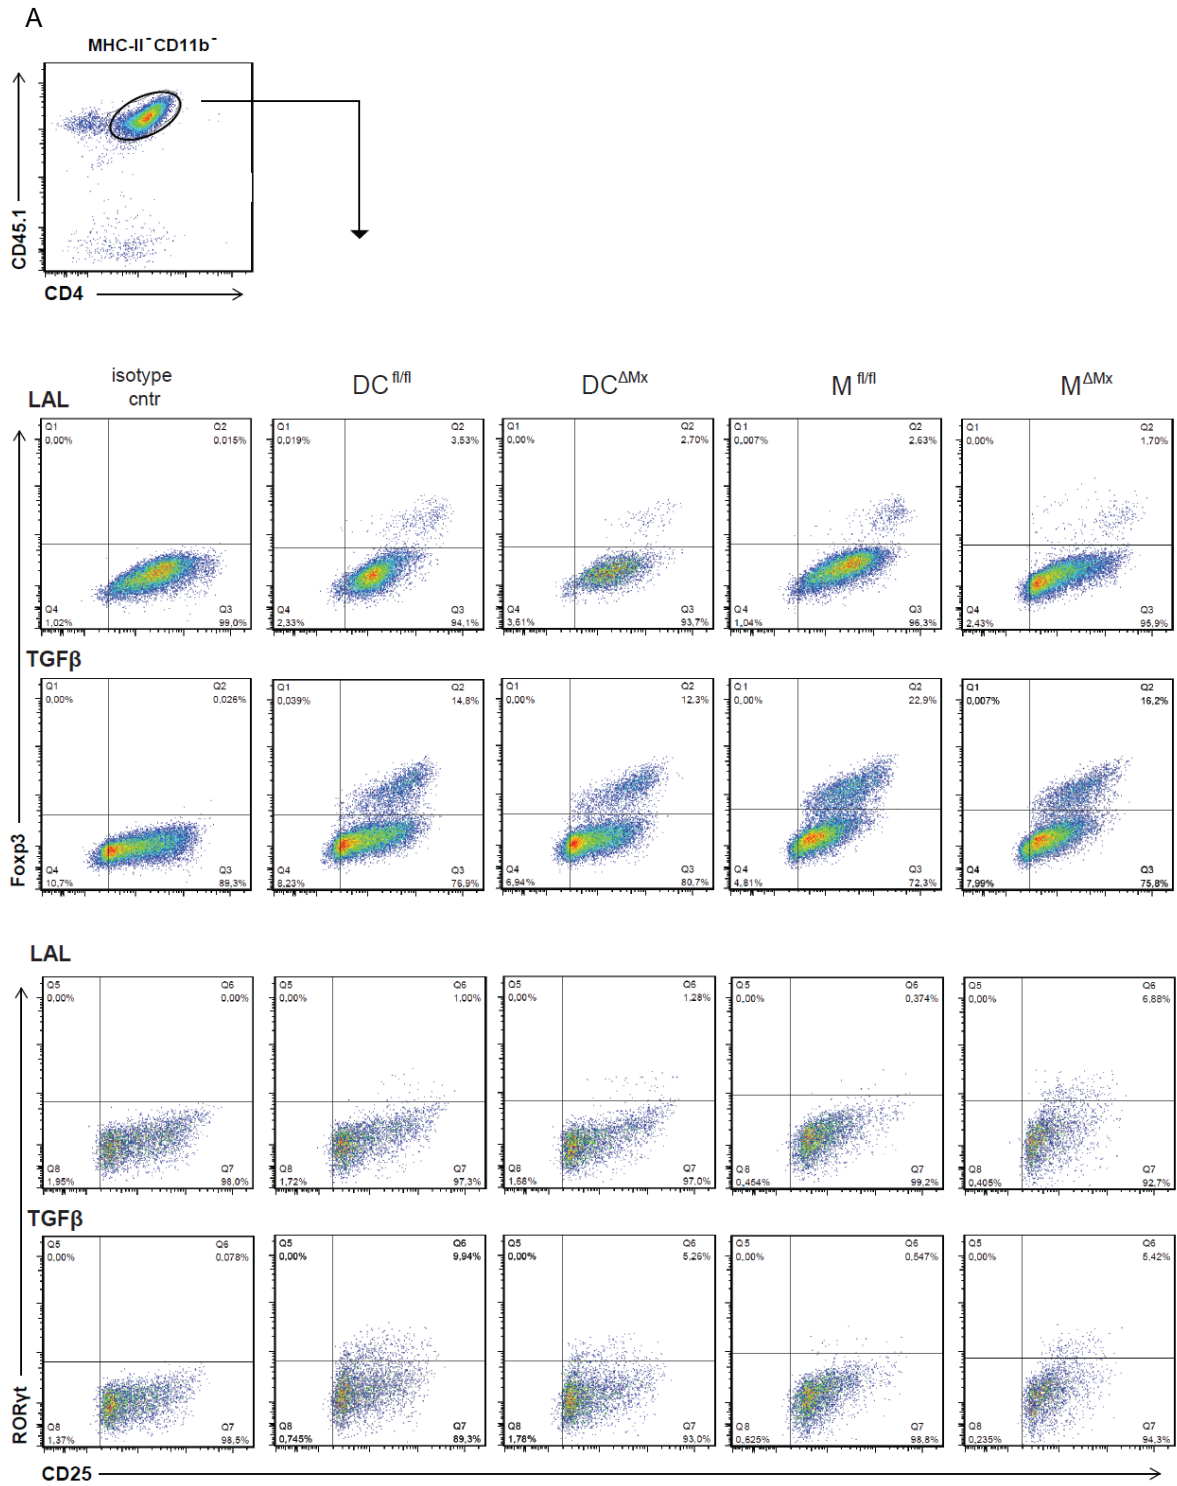 A
MHC-II⁻CD11b⁻
CD45.1
CD4
isotype cntr
DC fl/fl
DC ΔMx
M fl/fl
M ΔMx
LAL
Q1 0,00% Q2 0,015%
Q4 1,02% Q3 99,0%
Q1 0,019% Q2 3,53%
Q4 2,33% Q3 94,1%
Q1 0,00% Q2 2,70%
Q4 3,61% Q3 93,7%
Q1 0,007% Q2 2,63%
Q4 1,04% Q3 96,3%
Q1 0,00% Q2 1,70%
Q4 2,43% Q3 95,9%
TGFβ
Q1 0,00% Q2 0,026%
Q4 10,7% Q3 89,3%
Q1 0,039% Q2 14,8%
Q4 8,23% Q3 76,9%
Q1 0,00% Q2 12,3%
Q4 6,94% Q3 80,7%
Q1 0,00% Q2 22,9%
Q4 4,81% Q3 72,3%
Q1 0,007% Q2 16,2%
Q4 7,99% Q3 75,8%
Foxp3
LAL
Q5 0,00% Q6 0,00%
Q8 1,95% Q7 98,0%
Q5 0,00% Q6 1,00%
Q8 1,72% Q7 97,3%
Q5 0,00% Q6 1,28%
Q8 1,68% Q7 97,0%
Q5 0,00% Q6 0,374%
Q8 0,454% Q7 99,2%
Q5 0,00% Q6 6,88%
Q8 0,405% Q7 92,7%
TGFβ
Q5 0,00% Q6 0,078%
Q8 1,37% Q7 98,5%
Q5 0,00% Q6 9,94%
Q8 0,745% Q7 89,3%
Q5 0,00% Q6 5,26%
Q8 1,78% Q7 93,0%
Q5 0,00% Q6 0,547%
Q8 0,625% Q7 98,8%
Q5 0,00% Q6 5,42%
Q8 0,235% Q7 94,3%
RORγt
CD25